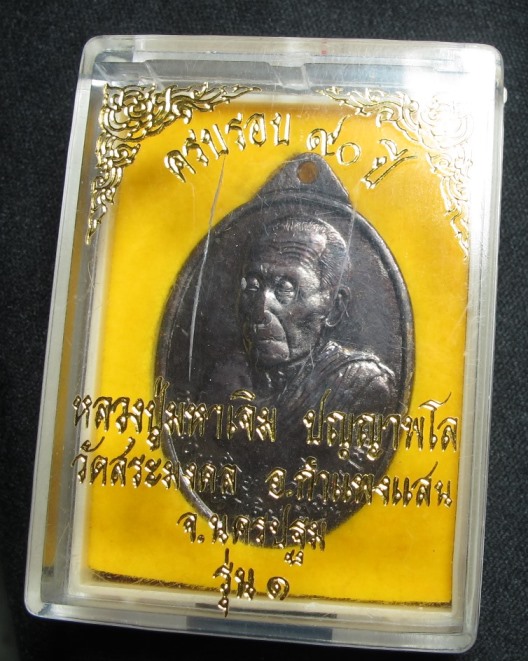 ครบรอบ ๙๐ ปี
หลวงปู่มหาเจิม ปญฺญาพโล
วัดสระมงคล อ.กำแพงแสน
จ.นครปฐม
รุ่น ๑